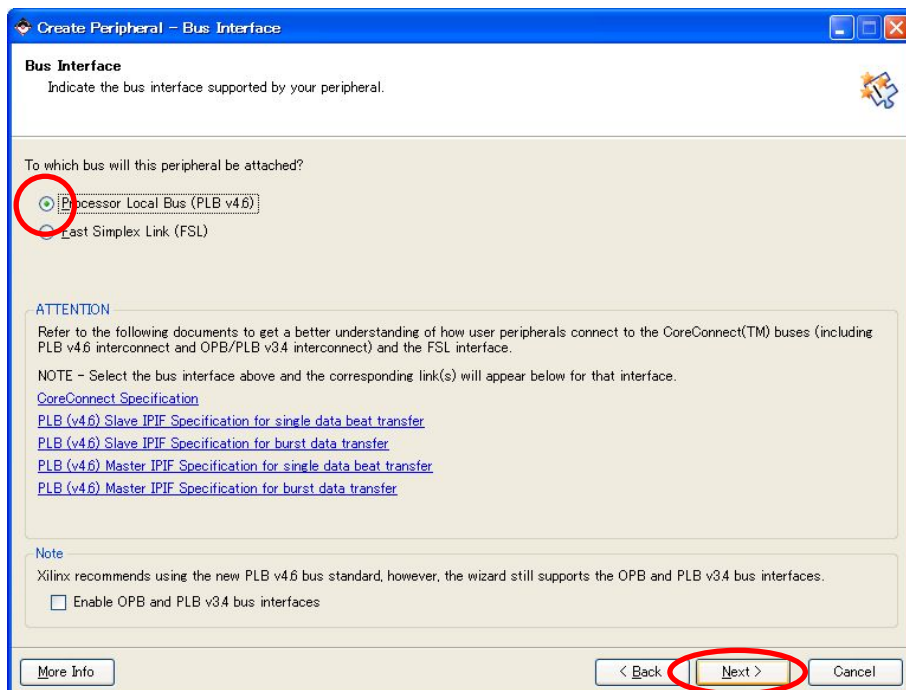 Create Peripheral - Bus Interface
Bus Interface
Indicate the bus interface supported by your peripheral.
To which bus will this peripheral be attached?
Processor Local Bus (PLB v4.6)
Fast Simplex Link (FSL)
ATTENTION
Refer to the following documents to get a better understanding of how user peripherals connect to the CoreConnect(TM) buses (including
PLB v4.6 interconnect and OPB/PLB v3.4 interconnect) and the FSL interface.
NOTE - Select the bus interface above and the corresponding link(s) will appear below for that interface.
CoreConnect Specification
PLB (v4.6) Slave IPIF Specification for single data beat transfer
PLB (v4.6) Slave IPIF Specification for burst data transfer
PLB (v4.6) Master IPIF Specification for single data beat transfer
PLB (v4.6) Master IPIF Specification for burst data transfer
Note
Xilinx recommends using the new PLB v4.6 bus standard, however, the wizard still supports the OPB and PLB v3.4 bus interfaces.
Enable OPB and PLB v3.4 bus interfaces
More Info
< Back
Next >
Cancel